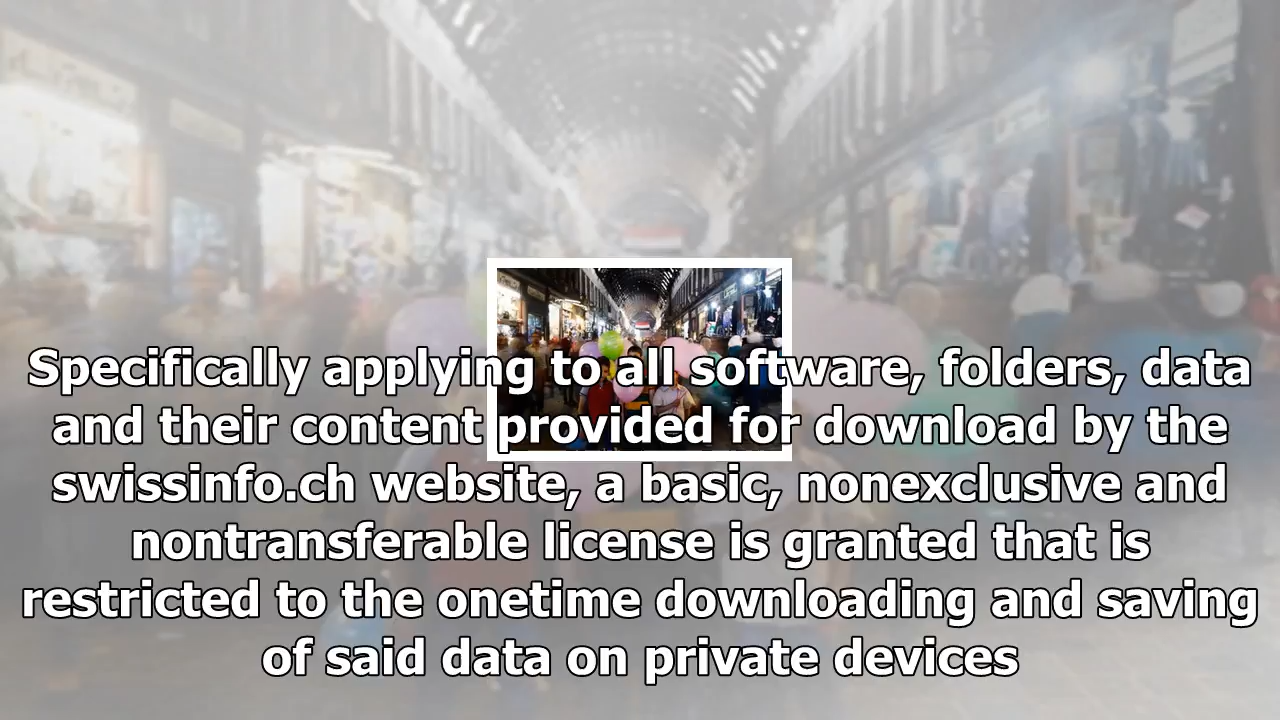 Specifically applying to all software, folders, data
and their content provided for download by the
swissinfo.ch website, a basic, nonexclusive and
nontransferable license is granted that is
restricted to the onetime downloading and saving
of said data on private devices